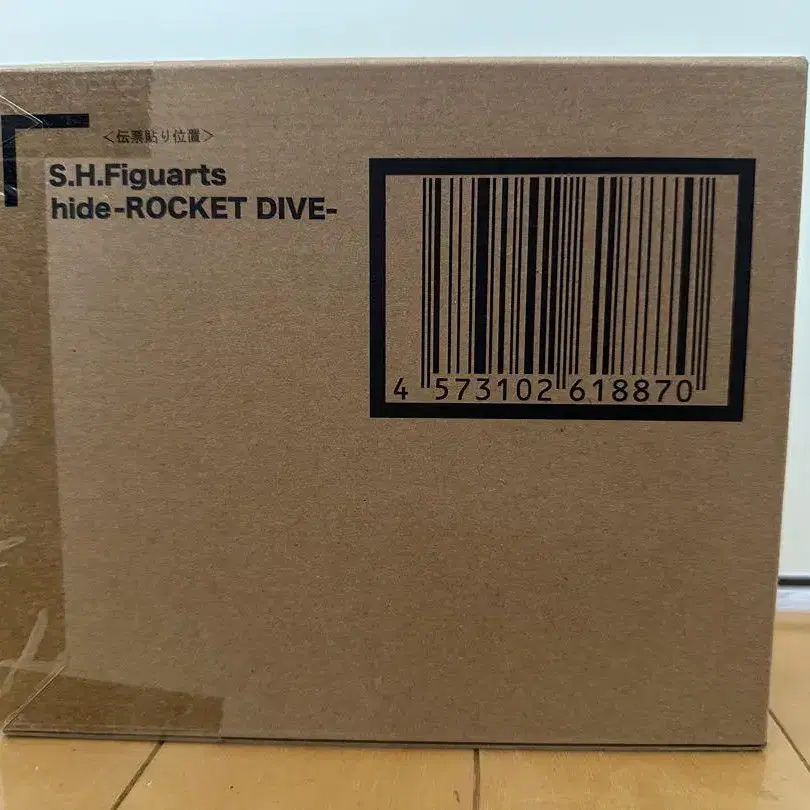 <伝票貼り位置>
S.H.Figuarts
hide-ROCKET DIVE-
4 573102 618870